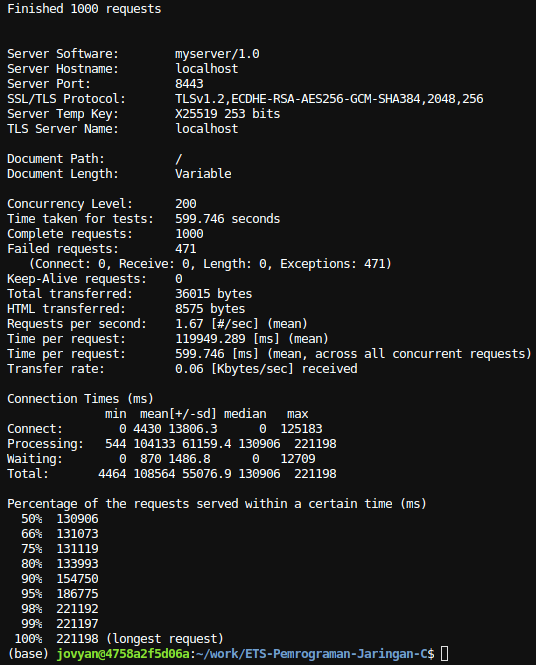 Finished 1000 requests
Server Software:        myserver/1.0
Server Hostname:        localhost
Server Port:            8443
SSL/TLS Protocol:       TLSv1.2,ECDHE-RSA-AES256-GCM-SHA384,2048,256
Server Temp Key:        X25519 253 bits
TLS Server Name:        localhost
Document Path:          /
Document Length:        Variable
Concurrency Level:      200
Time taken for tests:   599.746 seconds
Complete requests:      1000
Failed requests:        471
   (Connect: 0, Receive: 0, Length: 0, Exceptions: 471)
Keep-Alive requests:    0
Total transferred:      36015 bytes
HTML transferred:       8575 bytes
Requests per second:    1.67 [#/sec] (mean)
Time per request:       119949.289 [ms] (mean)
Time per request:       599.746 [ms] (mean, across all concurrent requests)
Transfer rate:          0.06 [Kbytes/sec] received
Connection Times (ms)
              min  mean[+/-sd] median   max
Connect:        0 4430 13806.3      0  125183
Processing:   544 104133 61159.4 130906  221198
Waiting:        0  870 1486.8      0   12709
Total:       4464 108564 55076.9 130906  221198
Percentage of the requests served within a certain time (ms)
  50%  130906
  66%  131073
  75%  131119
  80%  133993
  90%  154750
  95%  186775
  98%  221192
  99%  221197
 100%  221198 (longest request)
(base) jovyan@4758a2f5d06a:~/work/ETS-Pemrograman-Jaringan-C$